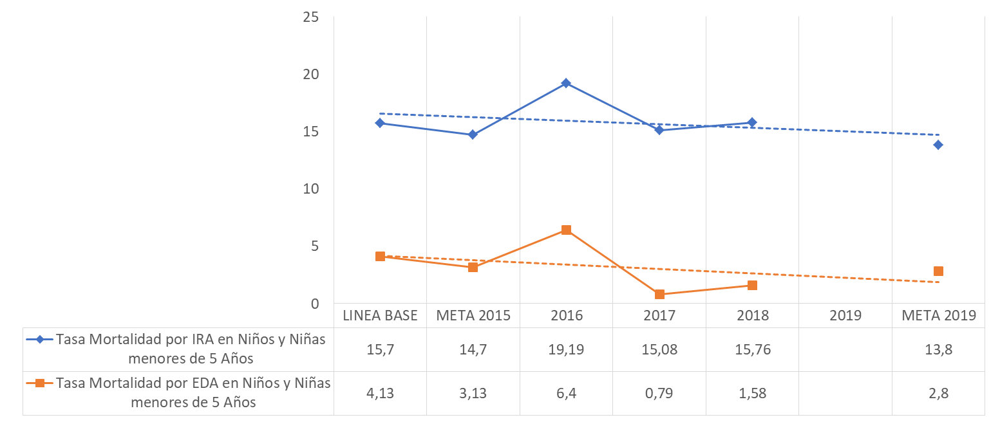 25
20
15
10
5
0
LINEA BASE META 2015 2016 2017 2018 2019 META 2019
Tasa Mortalidad por IRA en Niños y Niñas
menores de 5 Años
15,7 14,7 19,19 15,08 15,76 13,8
Tasa Mortalidad por EDA en Niños y Niñas
menores de 5 Años
4,13 3,13 6,4 0,79 1,58 2,8